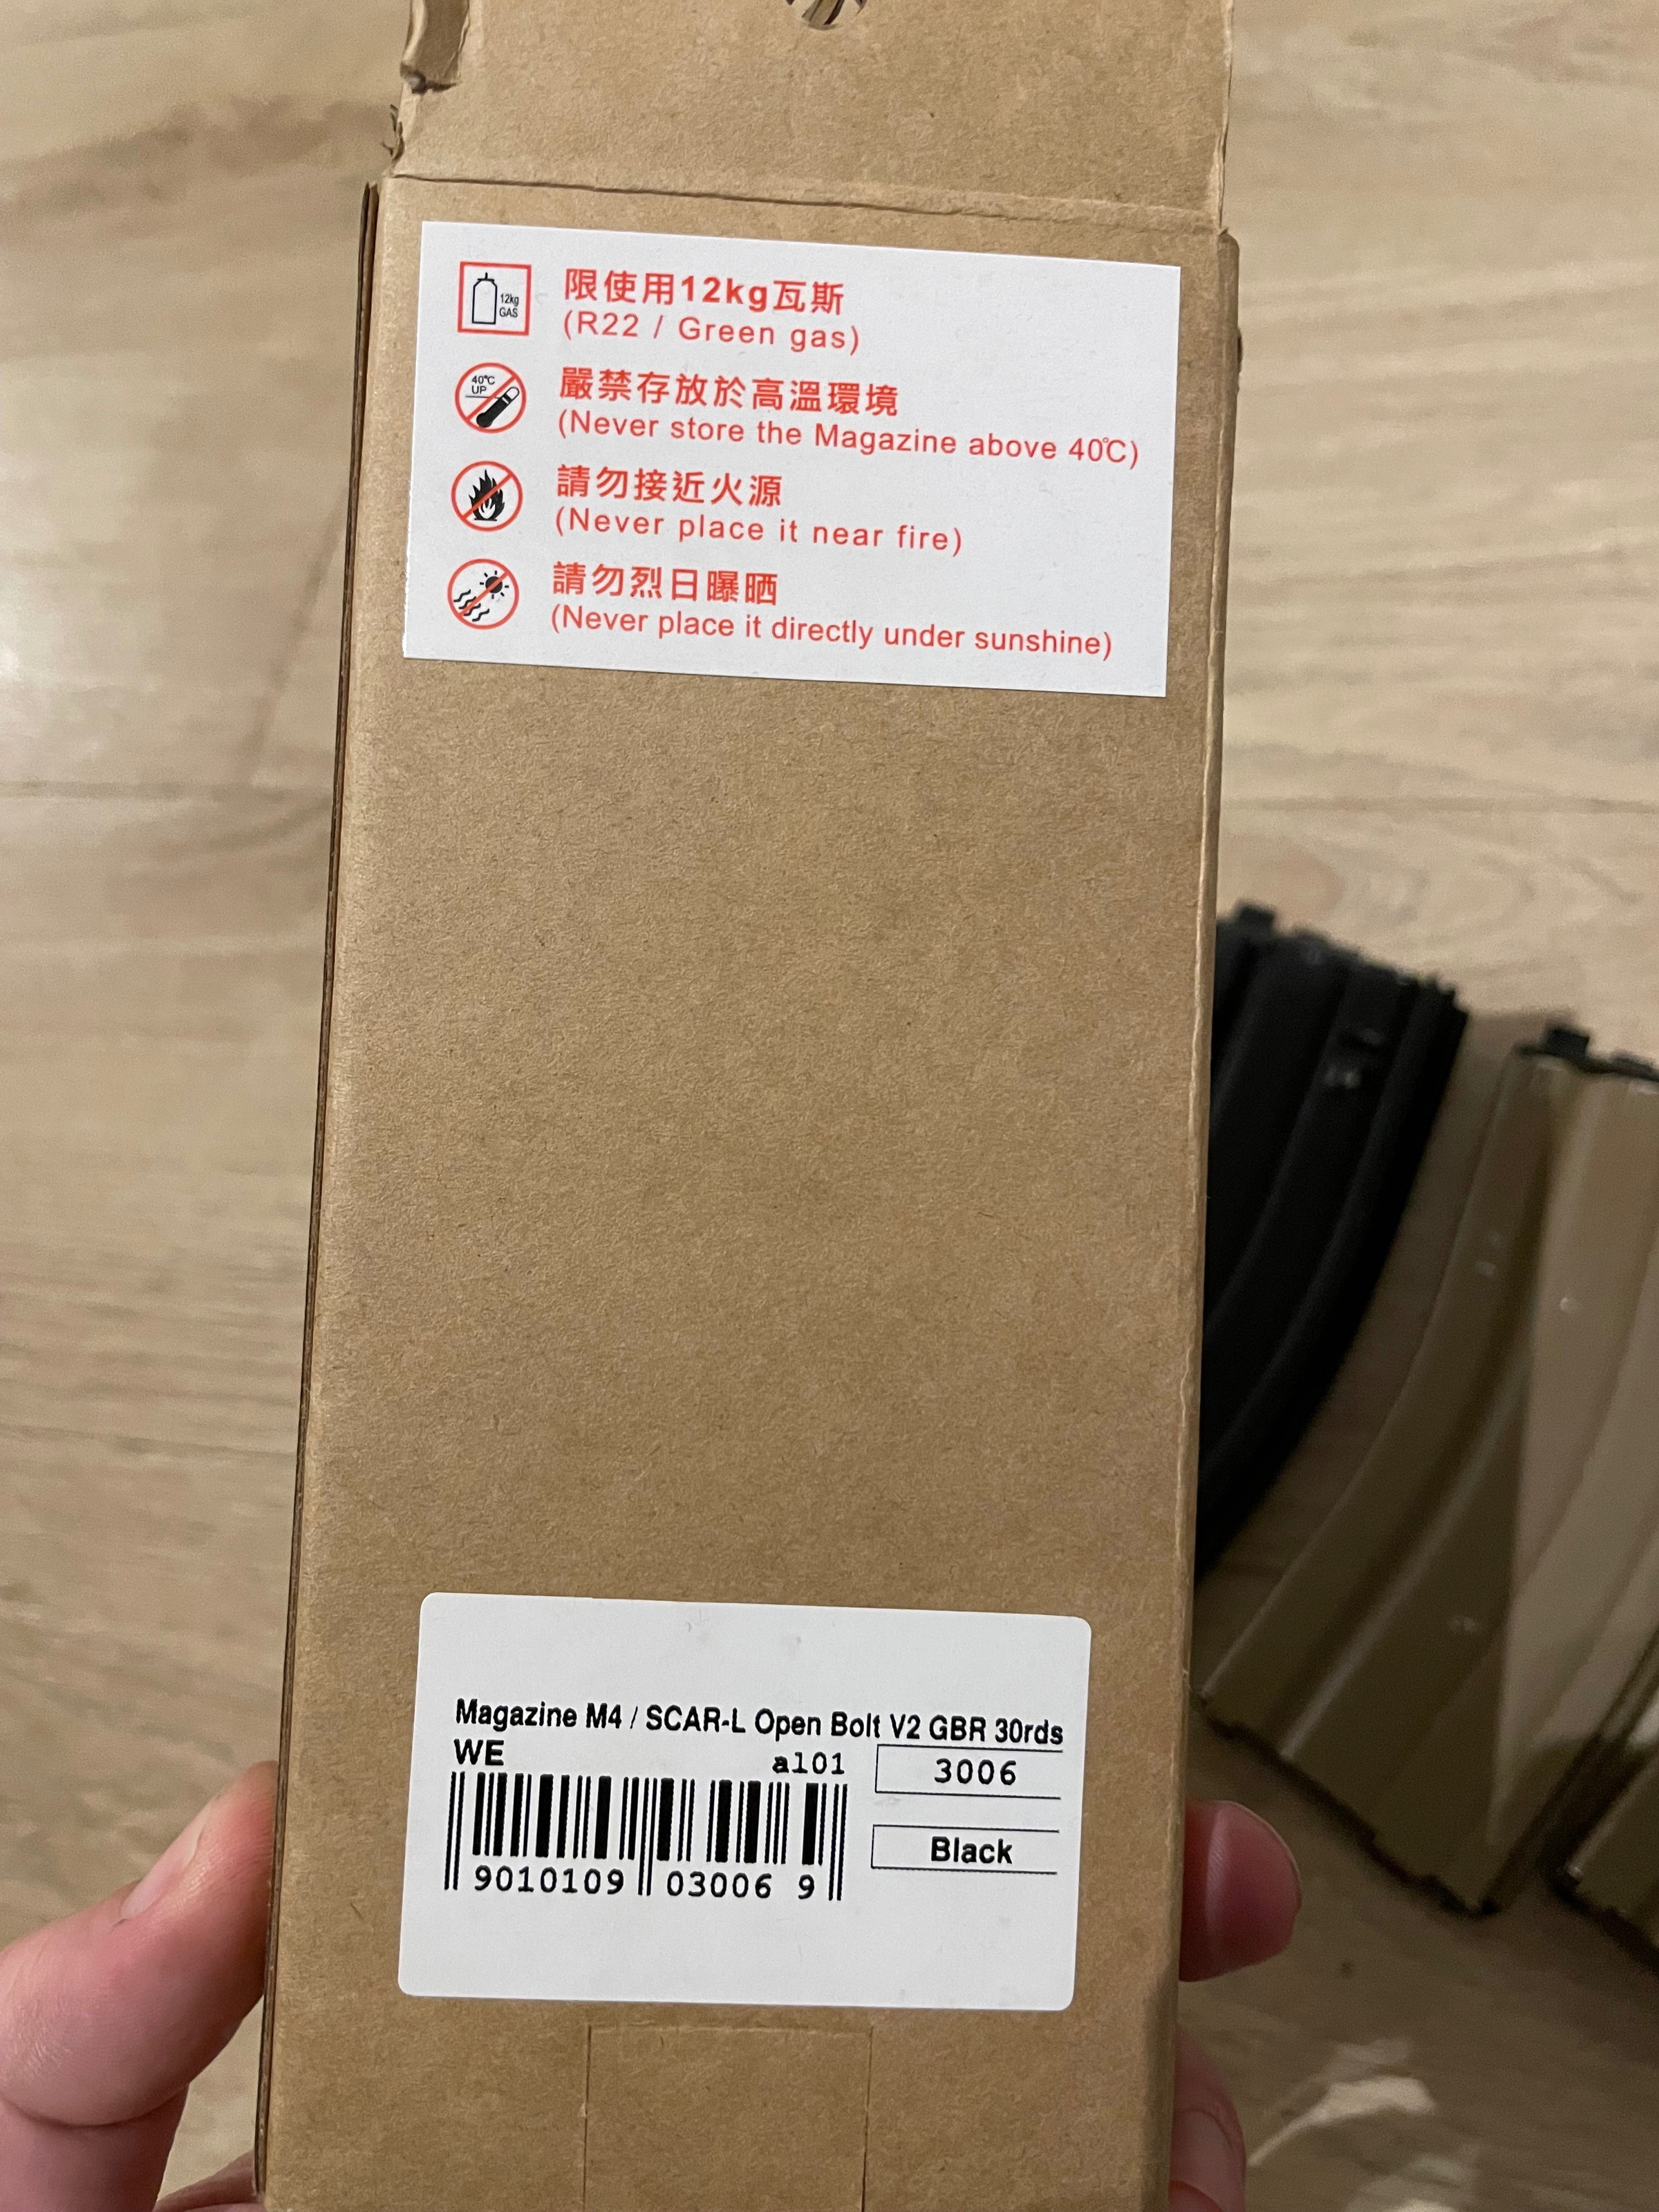 12kg
GAS
限使用12kg瓦斯
(R22 / Green gas)
40℃
UP
嚴禁存放於高溫環境
(Never store the Magazine above 40℃)
請勿接近火源
(Never place it near fire)
請勿烈日曝晒
(Never place it directly under sunshine)
Magazine M4 / SCAR-L Open Bolt V2 GBR 30rds
WE a101 3006
Black
9010109 03006 9